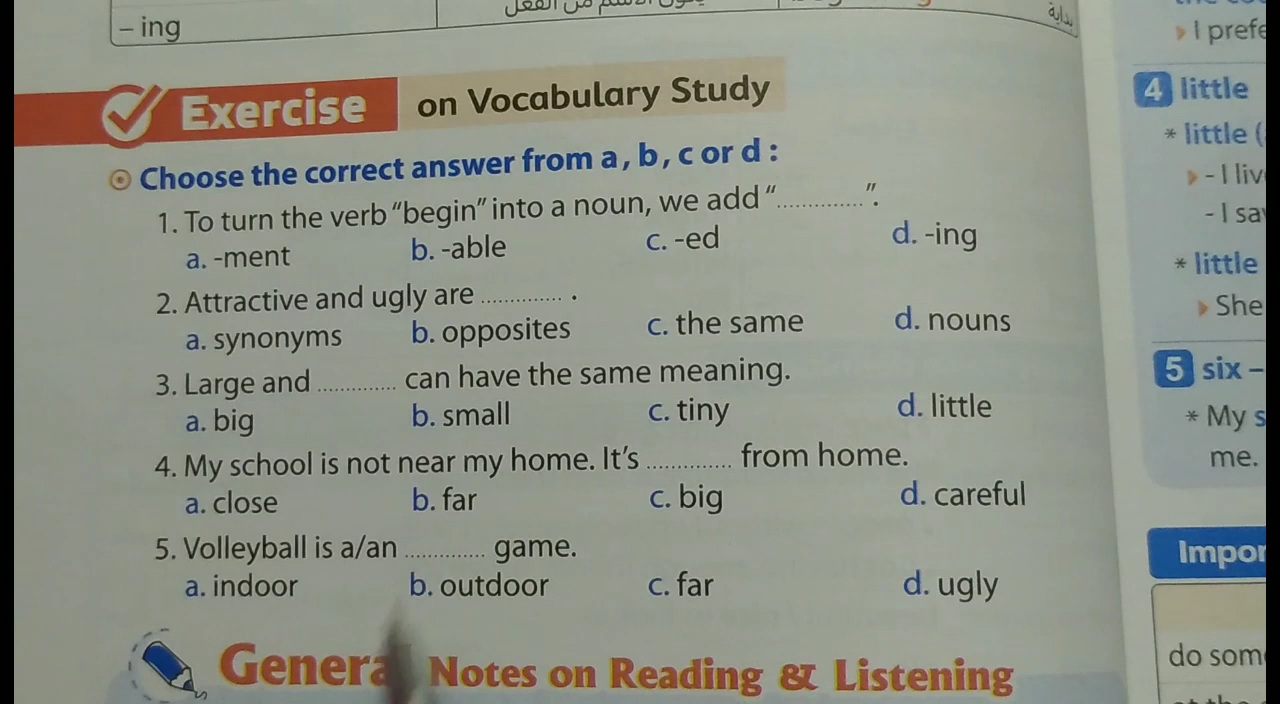 – ing
من الفعل
بداية
Exercise on Vocabulary Study
Choose the correct answer from a, b, c or d :
1. To turn the verb "begin" into a noun, we add "..............".
a. -ment b. -able c. -ed d. -ing
2. Attractive and ugly are .............. .
a. synonyms b. opposites c. the same d. nouns
3. Large and .............. can have the same meaning.
a. big b. small c. tiny d. little
4. My school is not near my home. It's .............. from home.
a. close b. far c. big d. careful
5. Volleyball is a/an .............. game.
a. indoor b. outdoor c. far d. ugly
Genera Notes on Reading & Listening
I prefe
4 little
* little (
- I liv
- I sa
* little
She
5 six –
* My s
me.
Impor
do som